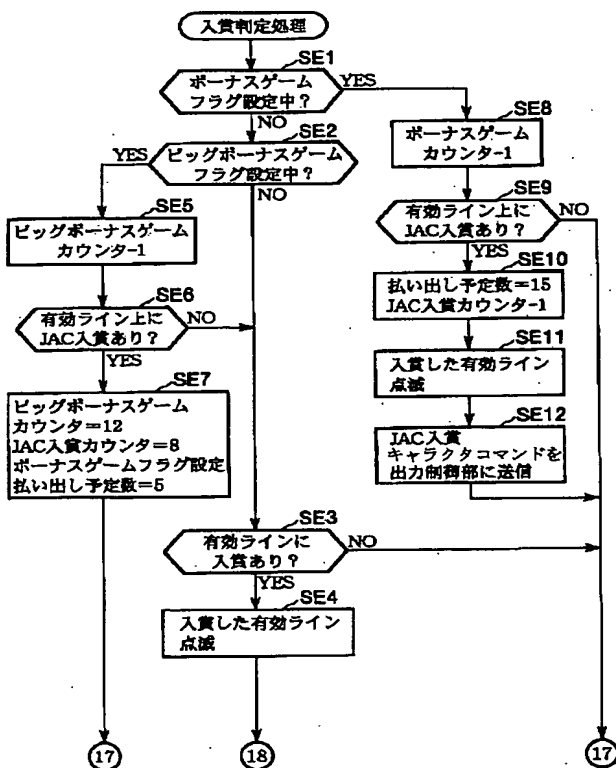 入賞判定処理
SE1
ボーナスゲーム
フラグ設定中？
YES
NO
SE2
ビッグボーナスゲーム
フラグ設定中？
YES
NO
SE8
ボーナスゲーム
カウンタ-1
SE9
有効ライン上に
JAC入賞あり？
NO
YES
SE5
ビッグボーナスゲーム
カウンタ-1
SE6
有効ライン上に
JAC入賞あり？
NO
YES
SE10
払い出し予定数＝15
JAC入賞カウンター1
SE11
入賞した有効ライン
点滅
SE7
ビッグボーナスゲーム
カウンタ＝12
JAC入賞カウンタ＝8
ボーナスゲームフラグ設定
払い出し予定数＝5
SE12
JAC入賞
キャラクタコマンドを
出力制御部に送信
SE3
有効ラインに
入賞あり？
NO
YES
SE4
入賞した有効ライン
点滅
17
18
17